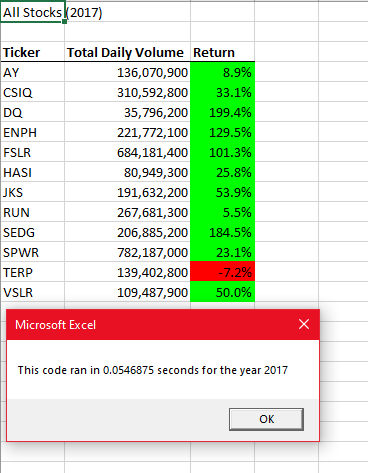 All Stocks (2017)
Ticker Total Daily Volume Return
AY 136,070,900 8.9%
CSIQ 310,592,800 33.1%
DQ 35,796,200 199.4%
ENPH 221,772,100 129.5%
FSLR 684,181,400 101.3%
HASI 80,949,300 25.8%
JKS 191,632,200 53.9%
RUN 267,681,300 5.5%
SEDG 206,885,200 184.5%
SPWR 782,187,000 23.1%
TERP 139,402,800 -7.2%
VSLR 109,487,900 50.0%
Microsoft Excel
This code ran in 0.0546875 seconds for the year 2017
OK